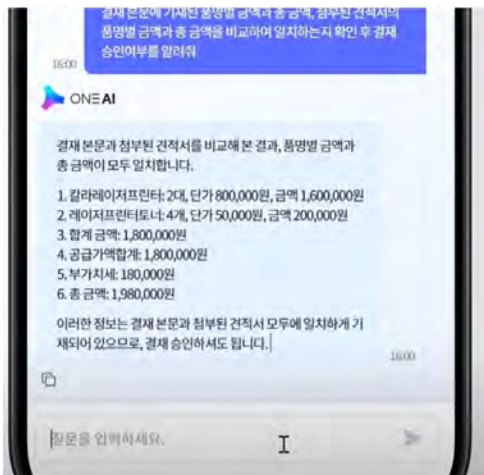 결재 본문에 기재된 품명별 금액과 총 금액, 첨부된 견적서의
품명별 금액과 총 금액을 비교하여 일치하는지 확인 후 결재
승인여부를 알려줘
16:00
ONE AI
결재 본문과 첨부된 견적서를 비교해 본 결과, 품명별 금액과
총 금액이 모두 일치합니다.
1. 칼라레이저프린터: 2대, 단가 800,000원, 금액 1,600,000원
2. 레이저프린터토너: 4개, 단가 50,000원, 금액 200,000원
3. 합계 금액: 1,800,000원
4. 공급가액합계: 1,800,000원
5. 부가치세: 180,000원
6. 총 금액: 1,980,000원
이러한 정보는 결재 본문과 첨부된 견적서 모두에 일치하게 기
재되어 있으므로, 결재 승인하셔도 됩니다.
16:00
질문을 입력하세요.